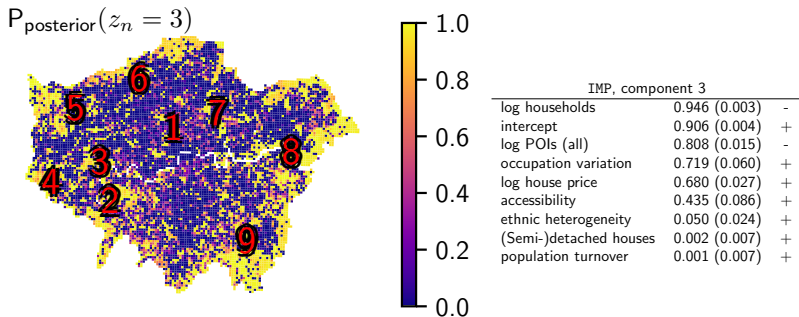 P_posterior(z_n = 3)
1
2
3
4
5
6
7
8
9
1.0
0.8
0.6
0.4
0.2
0.0
IMP, component 3
log households 0.946 (0.003) -
intercept 0.906 (0.004) +
log POIs (all) 0.808 (0.015) -
occupation variation 0.719 (0.060) +
log house price 0.680 (0.027) +
accessibility 0.435 (0.086) +
ethnic heterogeneity 0.050 (0.024) +
(Semi-)detached houses 0.002 (0.007) +
population turnover 0.001 (0.007) +